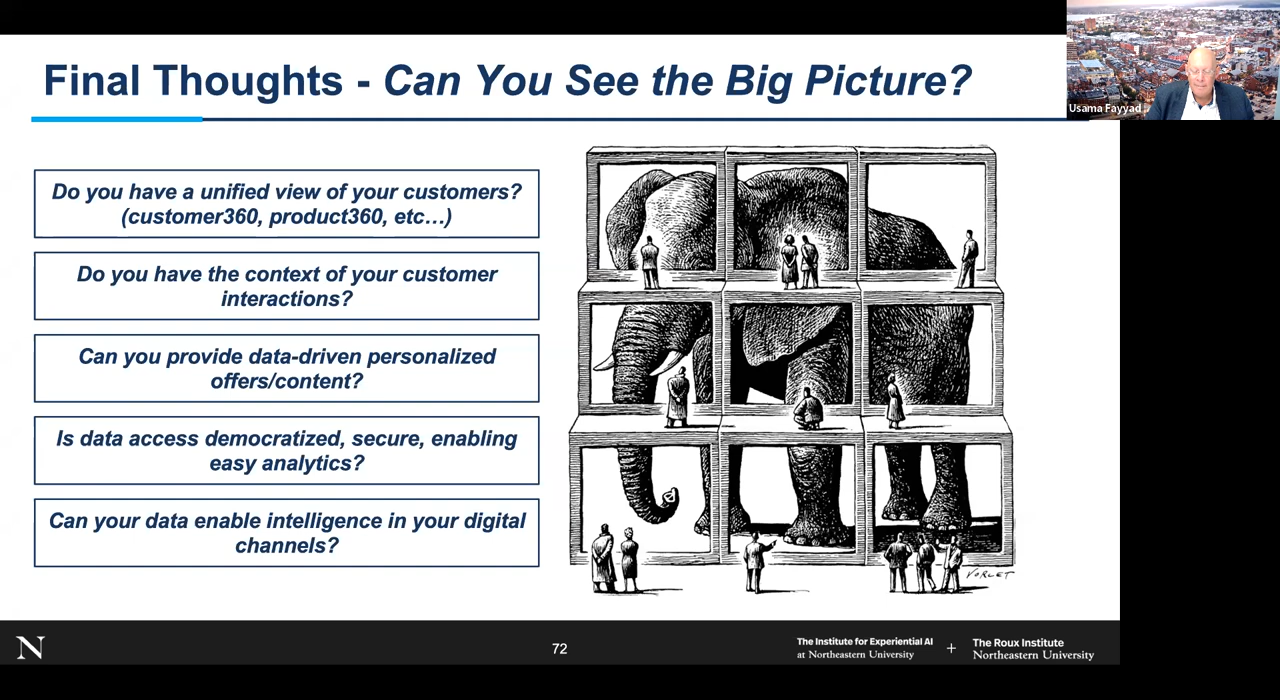 Final Thoughts - Can You See the Big Picture?
Usama Fayyad
Do you have a unified view of your customers?
(customer360, product360, etc…)
Do you have the context of your customer
interactions?
Can you provide data-driven personalized
offers/content?
Is data access democratized, secure, enabling
easy analytics?
Can your data enable intelligence in your digital
channels?
VORLET
N
72
The Institute for Experiential AI
at Northeastern University
+
The Roux Institute
Northeastern University